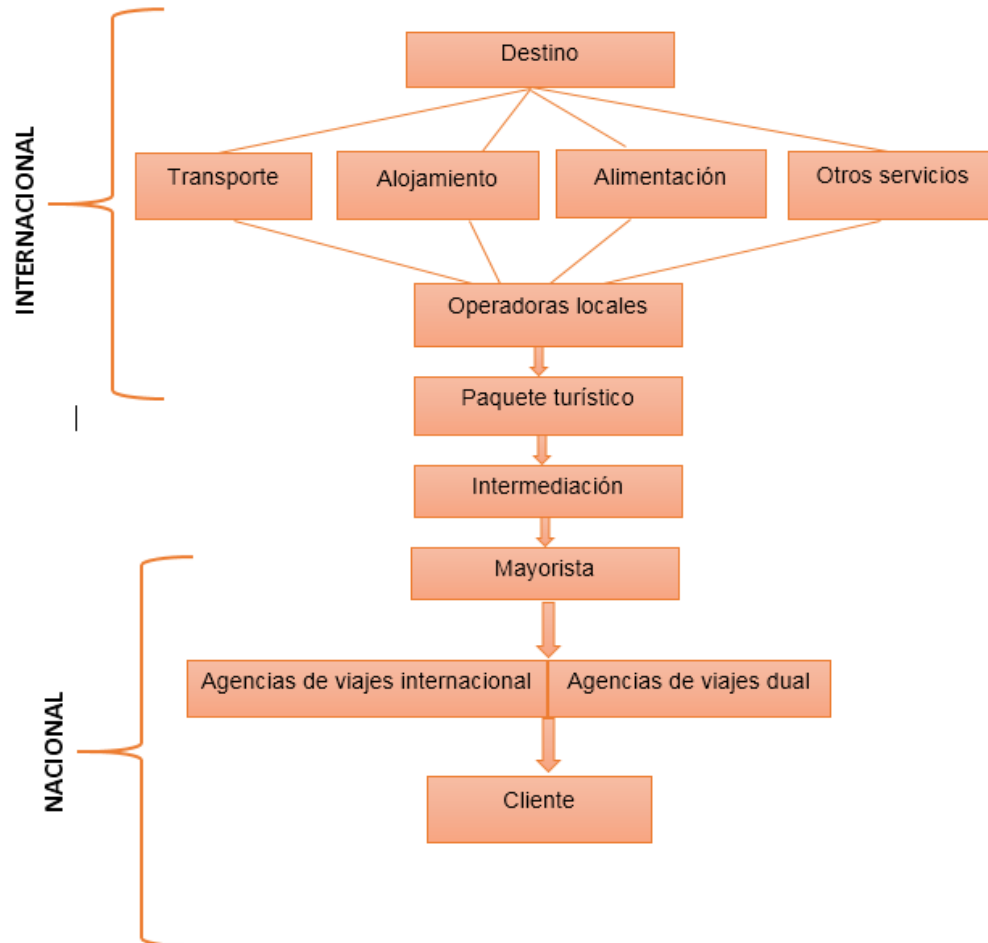 INTERNACIONAL
Destino
Transporte
Alojamiento
Alimentación
Otros servicios
Operadoras locales
Paquete turístico
Intermediación
NACIONAL
Mayorista
Agencias de viajes internacional
Agencias de viajes dual
Cliente